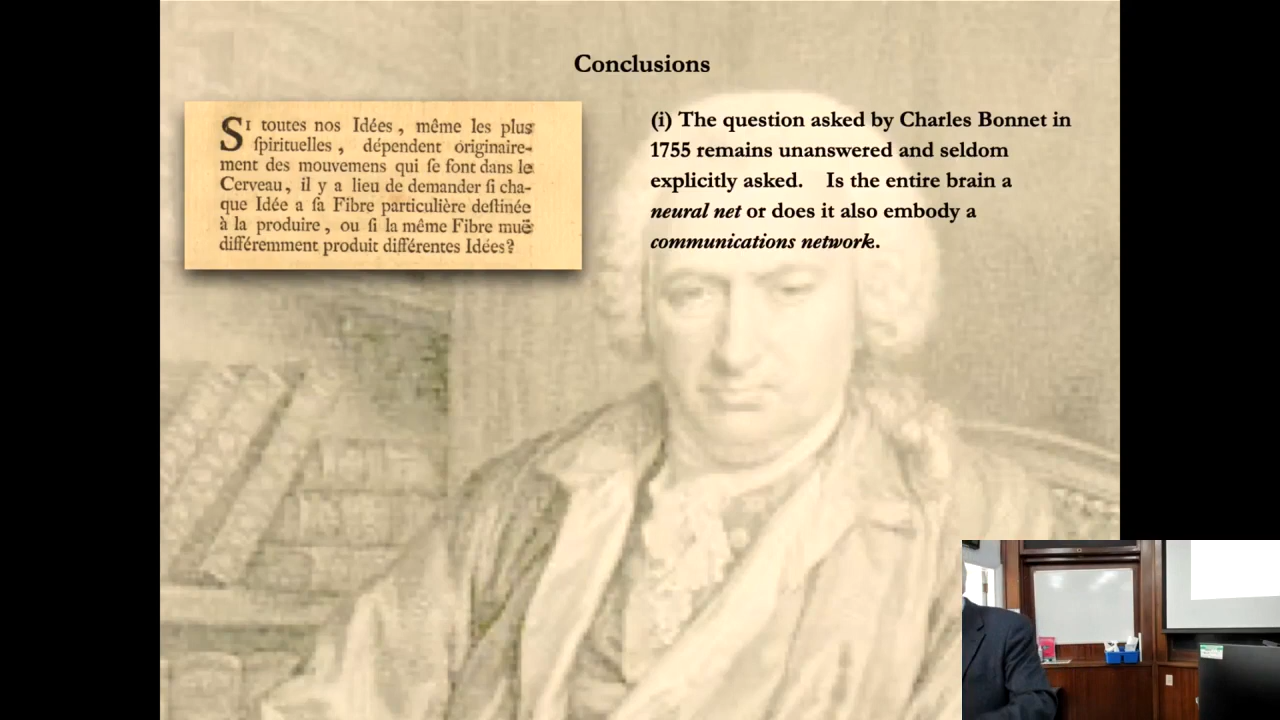 Conclusions
SI toutes nos Idées, même les plus
ſpirituelles, dépendent originaire-
ment des mouvemens qui ſe font dans le
Cerveau, il y a lieu de demander ſi cha-
que Idée a ſa Fibre particulière deſtinée
à la produire, ou ſi la même Fibre muë
différemment produit différentes Idées?
(i) The question asked by Charles Bonnet in
1755 remains unanswered and seldom
explicitly asked. Is the entire brain a
neural net or does it also embody a
communications network.